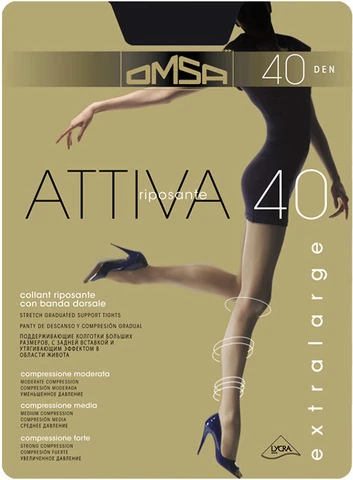 OMSA
40 DEN
ATTIVA 40
riposante
extralarge
collant riposante
con banda dorsale
STRETCH GRADUATED SUPPORT TIGHTS
PANTY DE DESCANSO Y COMPRESIÓN GRADUAL
ПОДДЕРЖИВАЮЩИЕ КОЛГОТКИ БОЛЬШИХ
РАЗМЕРОВ, С ЗАДНЕЙ ВСТАВКОЙ И
УТЯГИВАЮЩИМ ЭФФЕКТОМ В
ОБЛАСТИ ЖИВОТА
compressione moderata
MODERATE COMPRESSION
COMPRESIÓN MODERADA
УМЕНЬШЕННОЕ ДАВЛЕНИЕ
compressione media
MEDIUM COMPRESSION
COMPRESIÓN MEDIA
СРЕДНЕЕ ДАВЛЕНИЕ
compressione forte
STRONG COMPRESSION
COMPRESIÓN FUERTE
УВЕЛИЧЕННОЕ ДАВЛЕНИЕ
LYCRA